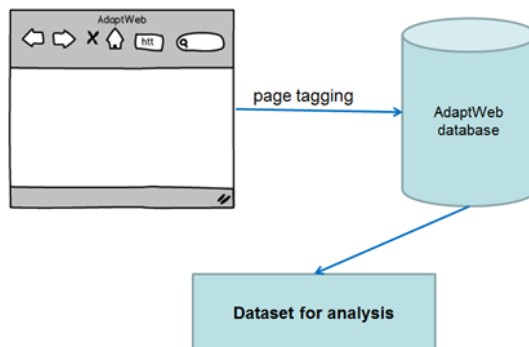 AdaptWeb
htt
page tagging
AdaptWeb
database
Dataset for analysis